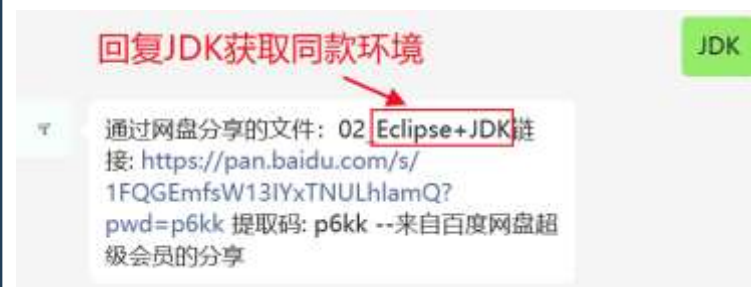 回复JDK获取同款环境
JDK
通过网盘分享的文件：02_Eclipse+JDK链
接: https://pan.baidu.com/s/
1FQGEmfsW13IYxTNULhlamQ?
pwd=p6kk 提取码: p6kk --来自百度网盘超
级会员的分享